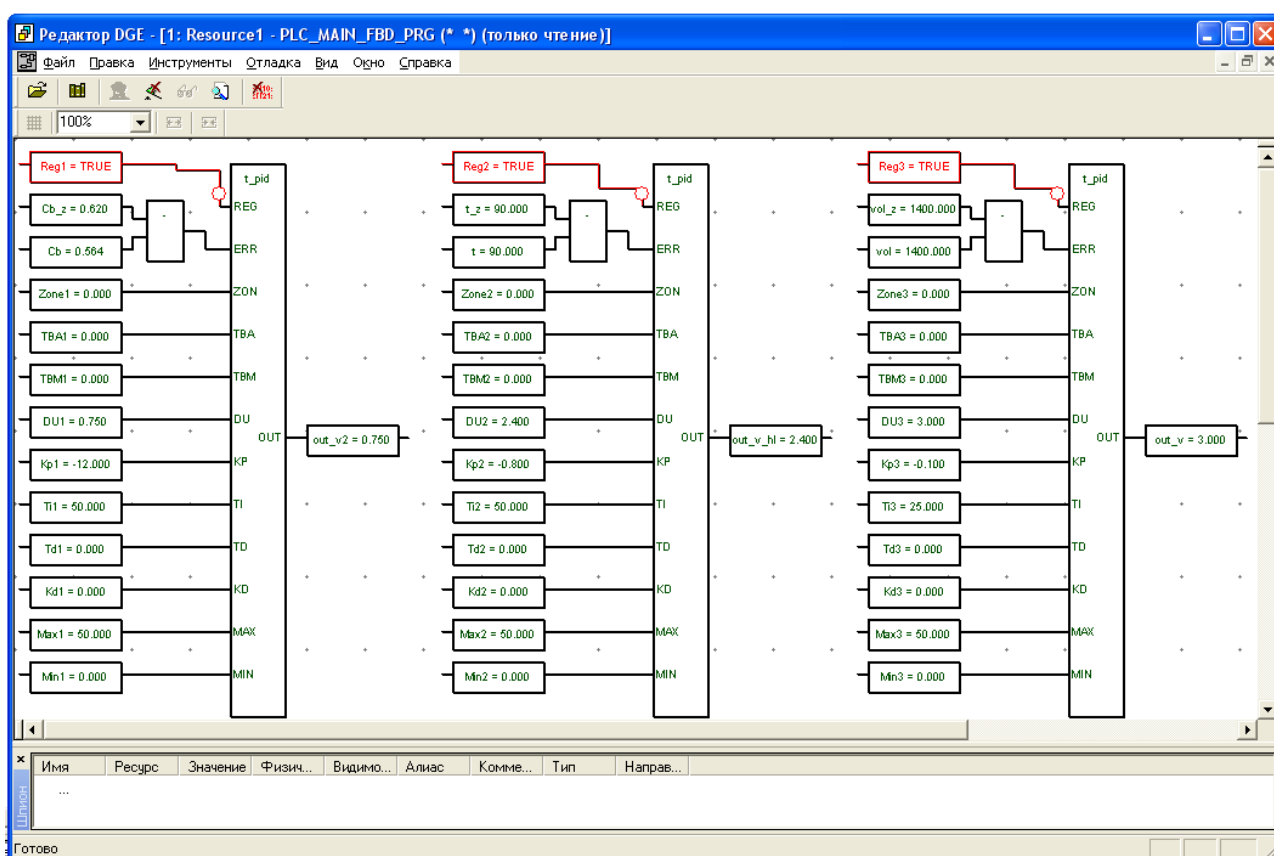 Редактор DGE - [1: Resource1 - PLC_MAIN_FBD_PRG (* *) (только чтение)]
Файл Правка Инструменты Отладка Вид Окно Справка
100%
Reg1 = TRUE
t_pid
Cb_z = 0.620
-
REG
Cb = 0.564
ERR
Zone1 = 0.000
ZON
TBA1 = 0.000
TBA
TBM1 = 0.000
TBM
DU1 = 0.750
DU
OUT
out_v2 = 0.750
Kp1 = -12.000
KP
Ti1 = 50.000
TI
Td1 = 0.000
TD
Kd1 = 0.000
KD
Max1 = 50.000
MAX
Min1 = 0.000
MIN
Reg2 = TRUE
t_pid
t_z = 90.000
-
REG
t = 90.000
ERR
Zone2 = 0.000
ZON
TBA2 = 0.000
TBA
TBM2 = 0.000
TBM
DU2 = 2.400
DU
OUT
out_v_hl = 2.400
Kp2 = -0.800
KP
Ti2 = 50.000
TI
Td2 = 0.000
TD
Kd2 = 0.000
KD
Max2 = 50.000
MAX
Min2 = 0.000
MIN
Reg3 = TRUE
t_pid
vol_z = 1400.000
-
REG
vol = 1400.000
ERR
Zone3 = 0.000
ZON
TBA3 = 0.000
TBA
TBM3 = 0.000
TBM
DU3 = 3.000
DU
OUT
out_v = 3.000
Kp3 = -0.100
KP
Ti3 = 25.000
TI
Td3 = 0.000
TD
Kd3 = 0.000
KD
Max3 = 50.000
MAX
Min3 = 0.000
MIN
Имя Ресурс Значение Физич... Видимо... Алиас Комме... Тип Направ...
...
Шпион
Готово